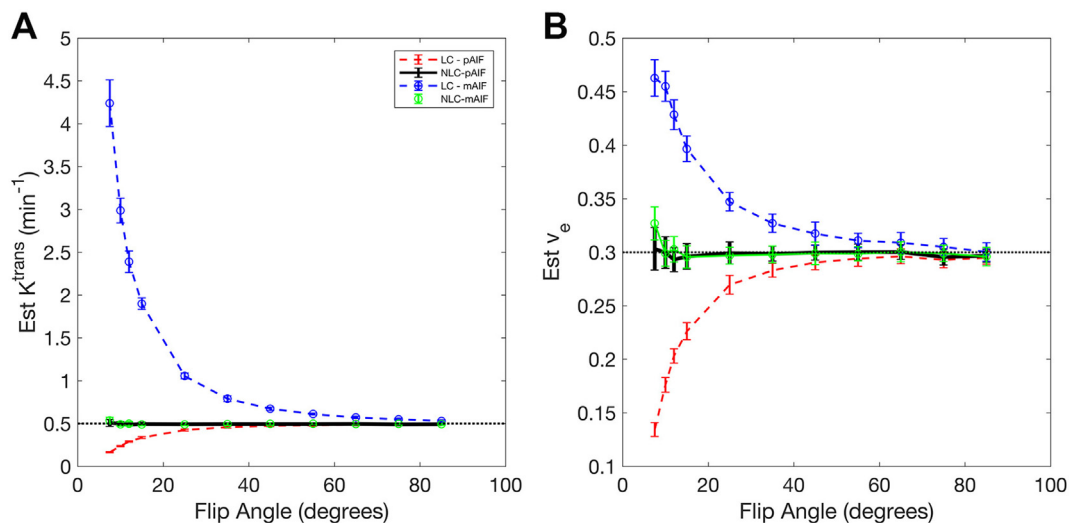 A
5
4.5
4
3.5
3
2.5
2
1.5
1
0.5
0
Est K^trans (min^-1)
LC - pAIF
NLC-pAIF
LC - mAIF
NLC-mAIF
0 20 40 60 80 100
Flip Angle (degrees)
B
0.5
0.45
0.4
0.35
0.3
0.25
0.2
0.15
0.1
Est v_e
0 20 40 60 80 100
Flip Angle (degrees)